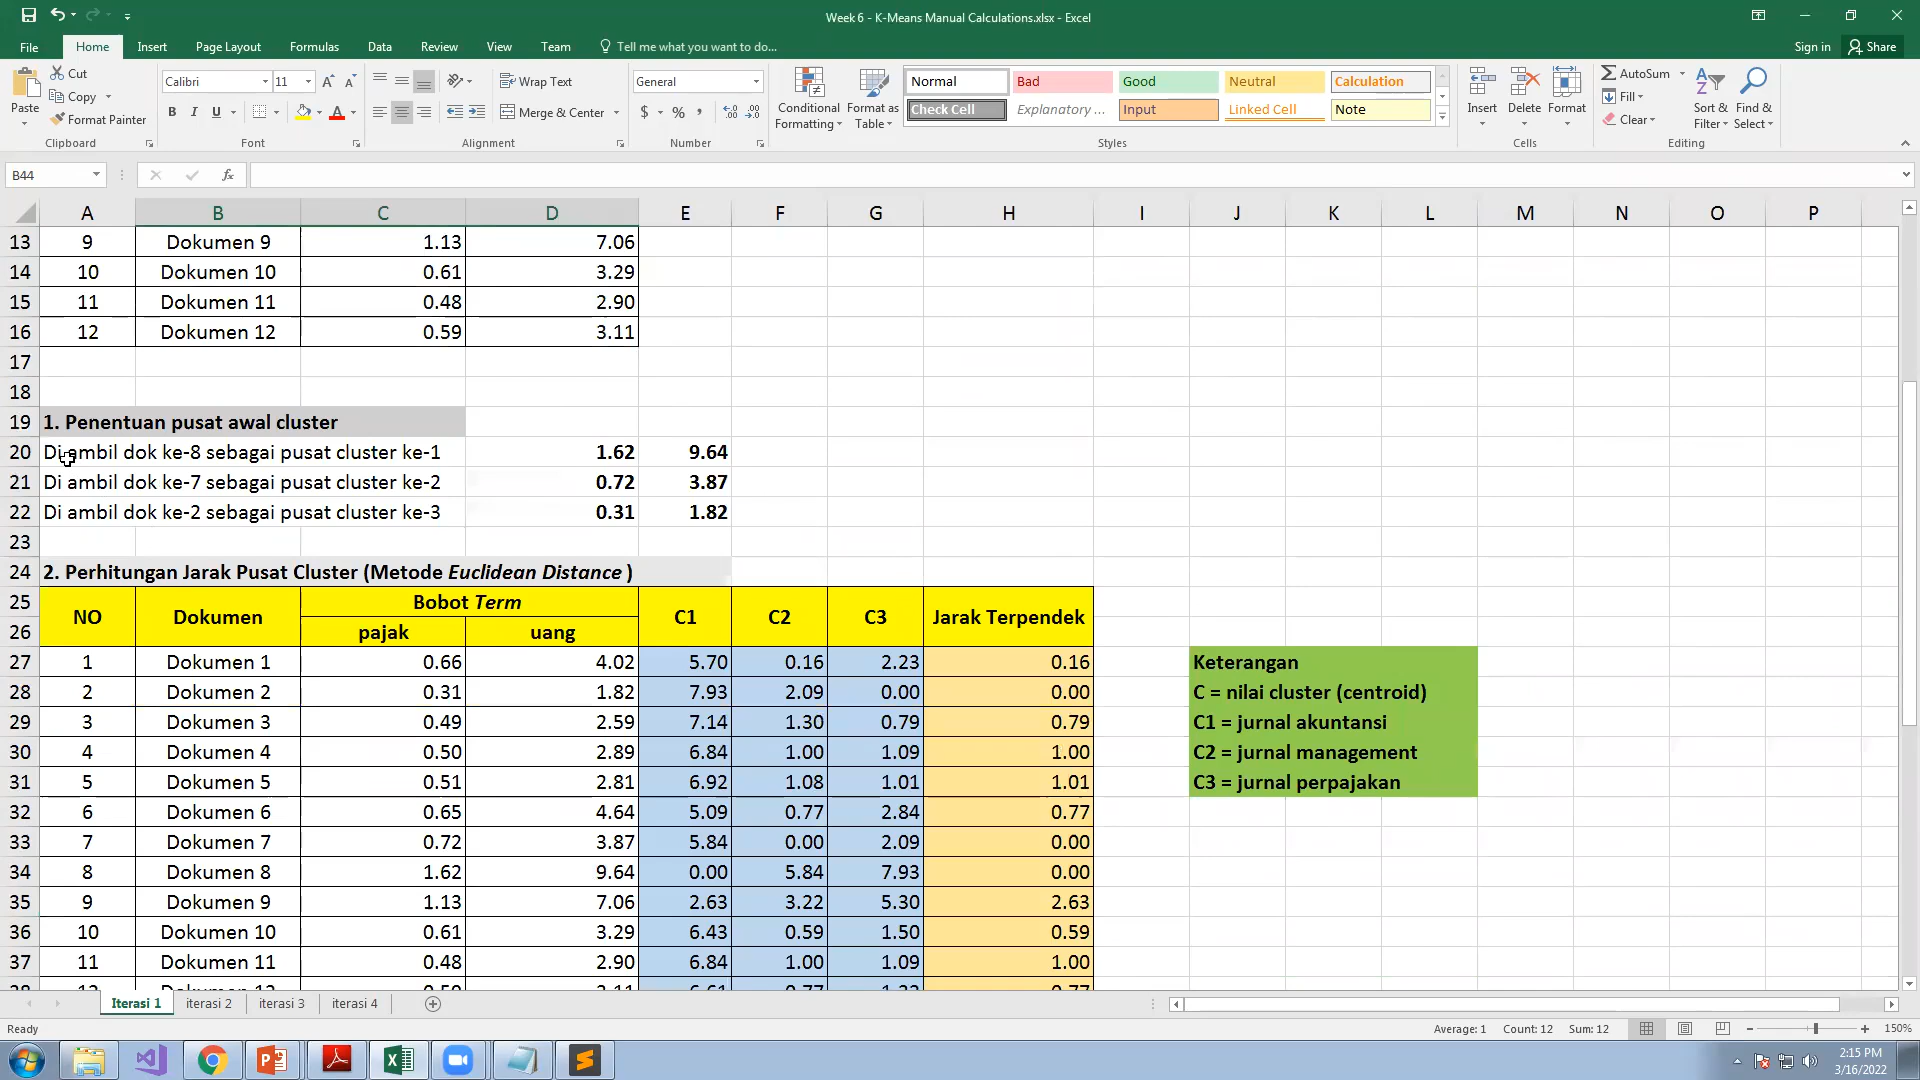 Week 6 - K-Means Manual Calculations.xlsx - Excel
File Home Insert Page Layout Formulas Data Review View Team Tell me what you want to do... Sign in Share
Paste Cut Copy Format Painter Clipboard
Calibri 11 A A B I U A Font
Wrap Text Merge & Center Alignment
General $ % , Number
Conditional Formatting Format as Table
Normal Bad Good Neutral Calculation
Check Cell Explanatory ... Input Linked Cell Note
Styles
Insert Delete Format Cells
AutoSum Fill Clear Sort & Filter Find & Select Editing
B44 fx
A B C D E F G H I J K L M N O P
13 9 Dokumen 9 1.13 7.06
14 10 Dokumen 10 0.61 3.29
15 11 Dokumen 11 0.48 2.90
16 12 Dokumen 12 0.59 3.11
17
18
19 1. Penentuan pusat awal cluster
20 Di ambil dok ke-8 sebagai pusat cluster ke-1 1.62 9.64
21 Di ambil dok ke-7 sebagai pusat cluster ke-2 0.72 3.87
22 Di ambil dok ke-2 sebagai pusat cluster ke-3 0.31 1.82
23
24 2. Perhitungan Jarak Pusat Cluster (Metode Euclidean Distance )
25 NO Dokumen Bobot Term C1 C2 C3 Jarak Terpendek
26 pajak uang
27 1 Dokumen 1 0.66 4.02 5.70 0.16 2.23 0.16 Keterangan
28 2 Dokumen 2 0.31 1.82 7.93 2.09 0.00 0.00 C = nilai cluster (centroid)
29 3 Dokumen 3 0.49 2.59 7.14 1.30 0.79 0.79 C1 = jurnal akuntansi
30 4 Dokumen 4 0.50 2.89 6.84 1.00 1.09 1.00 C2 = jurnal management
31 5 Dokumen 5 0.51 2.81 6.92 1.08 1.01 1.01 C3 = jurnal perpajakan
32 6 Dokumen 6 0.65 4.64 5.09 0.77 2.84 0.77
33 7 Dokumen 7 0.72 3.87 5.84 0.00 2.09 0.00
34 8 Dokumen 8 1.62 9.64 0.00 5.84 7.93 0.00
35 9 Dokumen 9 1.13 7.06 2.63 3.22 5.30 2.63
36 10 Dokumen 10 0.61 3.29 6.43 0.59 1.50 0.59
37 11 Dokumen 11 0.48 2.90 6.84 1.00 1.09 1.00
Iterasi 1 iterasi 2 iterasi 3 iterasi 4
Ready Average: 1 Count: 12 Sum: 12 150%
2:15 PM
3/16/2022